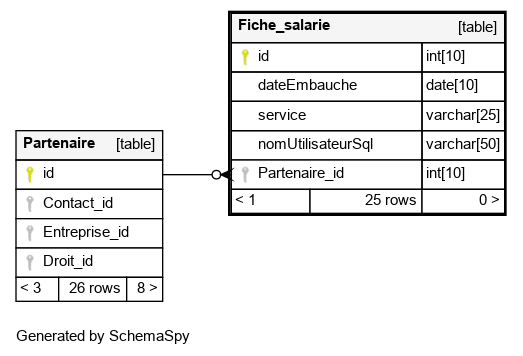 Fiche_salarie [table]
id int[10]
dateEmbauche date[10]
service varchar[25]
nomUtilisateurSql varchar[50]
Partenaire_id int[10]
< 1 25 rows 0 >
Partenaire [table]
id
Contact_id
Entreprise_id
Droit_id
< 3 26 rows 8 >
Generated by SchemaSpy